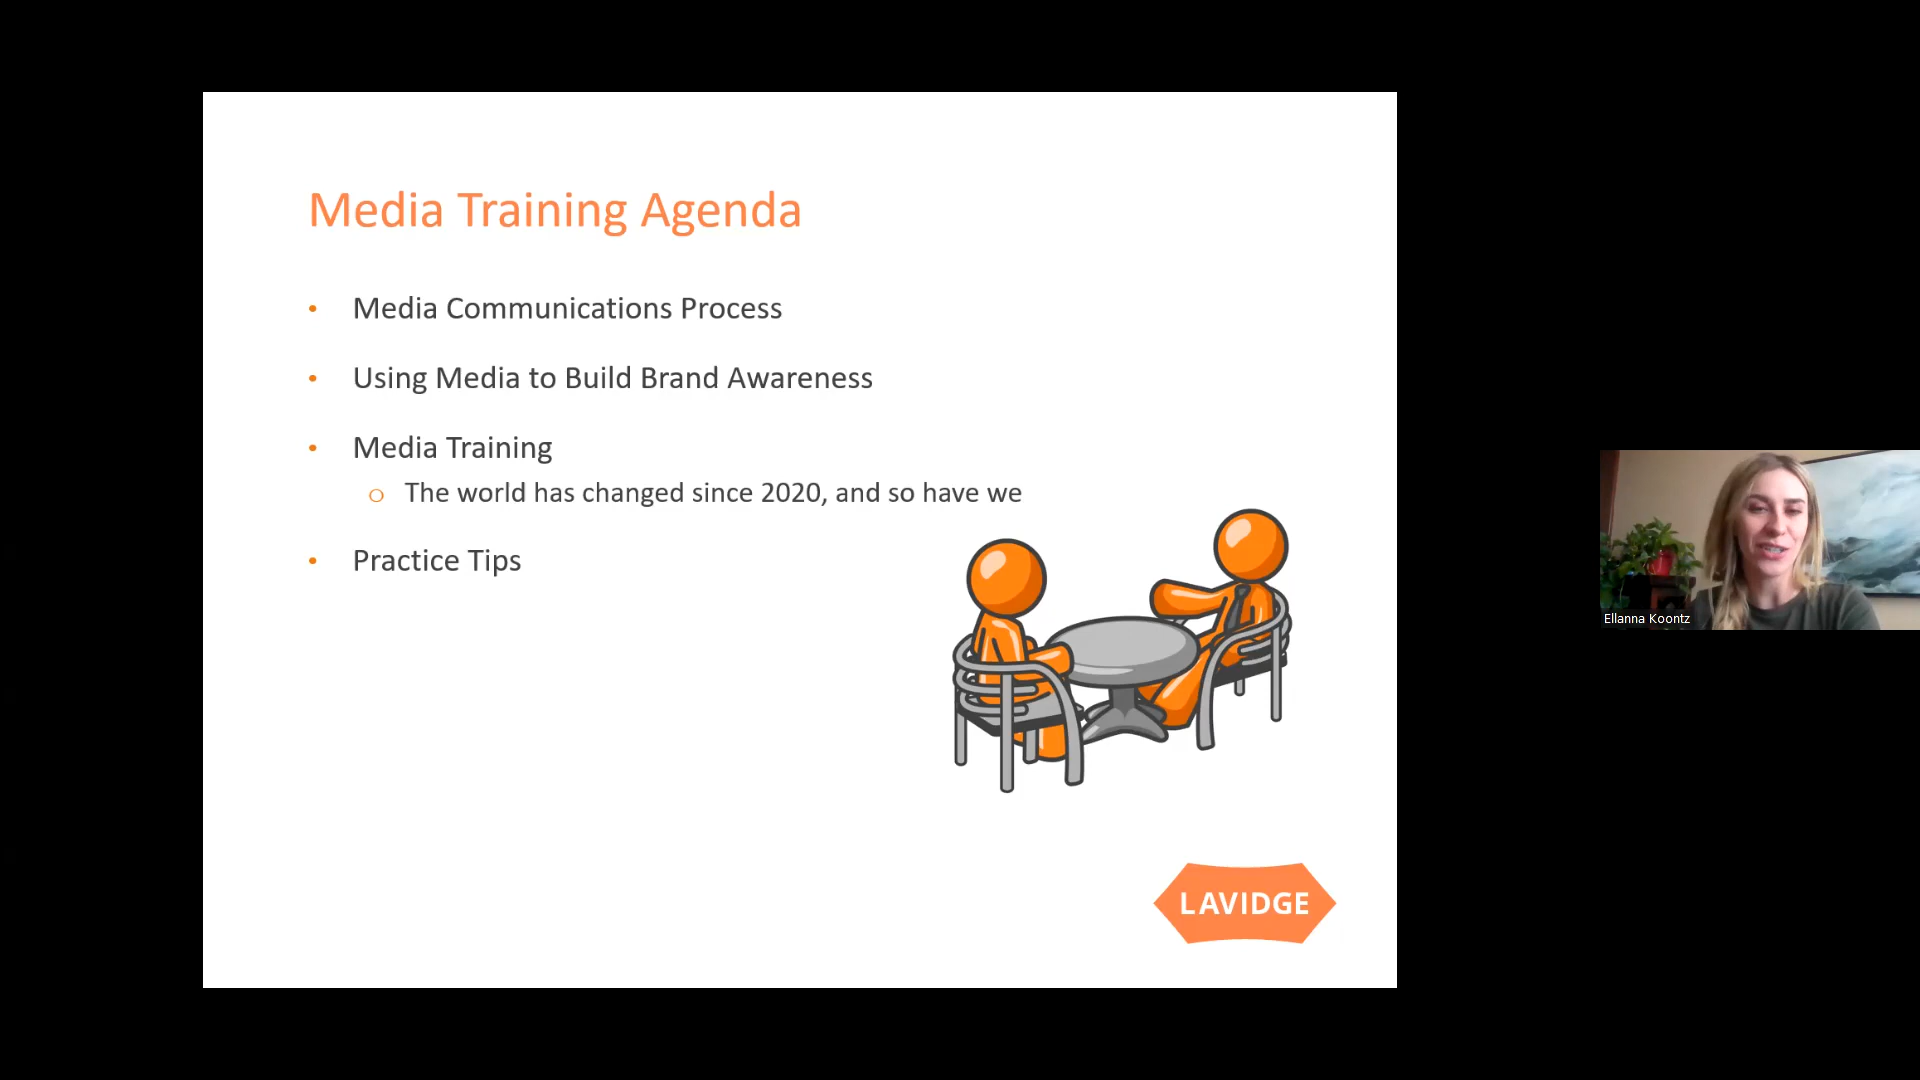 Media Training Agenda
• Media Communications Process
• Using Media to Build Brand Awareness
• Media Training
o The world has changed since 2020, and so have we
• Practice Tips
LAVIDGE
Ellanna Koontz